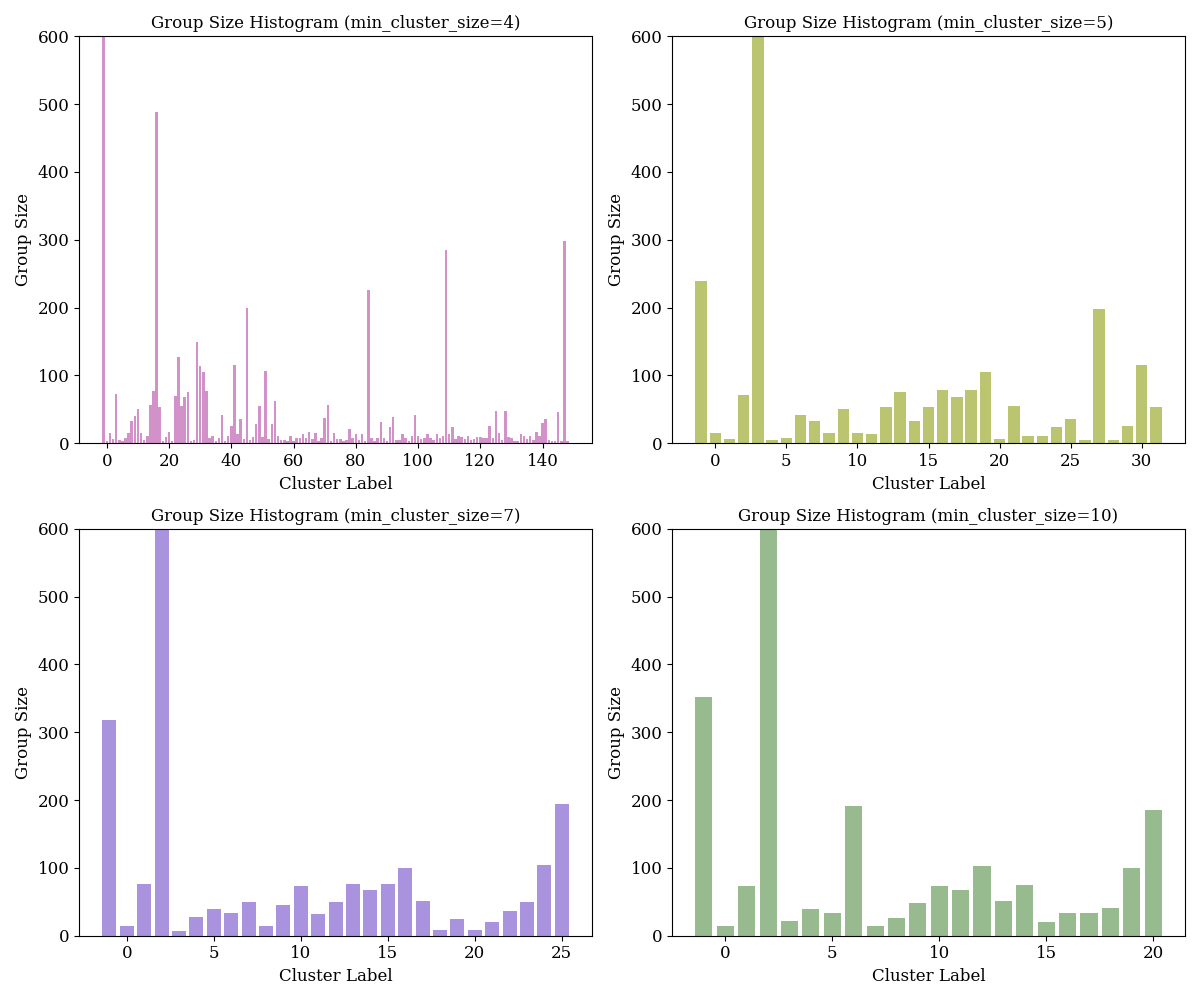 Group Size Histogram (min_cluster_size=4)
600
500
400
300
200
100
0
Group Size
0 20 40 60 80 100 120 140
Cluster Label
Group Size Histogram (min_cluster_size=5)
600
500
400
300
200
100
0
Group Size
0 5 10 15 20 25 30
Cluster Label
Group Size Histogram (min_cluster_size=7)
600
500
400
300
200
100
0
Group Size
0 5 10 15 20 25
Cluster Label
Group Size Histogram (min_cluster_size=10)
600
500
400
300
200
100
0
Group Size
0 5 10 15 20
Cluster Label